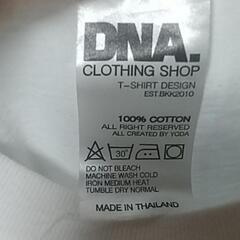 DNA.
CLOTHING SHOP
T-SHIRT DESIGN
EST.BKK2010
100% COTTON
ALL RIGHT RESERVED
ALL CREATED BY YODA
30°
DO NOT BLEACH
MACHINE WASH COLD
IRON MEDIUM HEAT
TUMBLE DRY NORMAL
MADE IN THAILAND